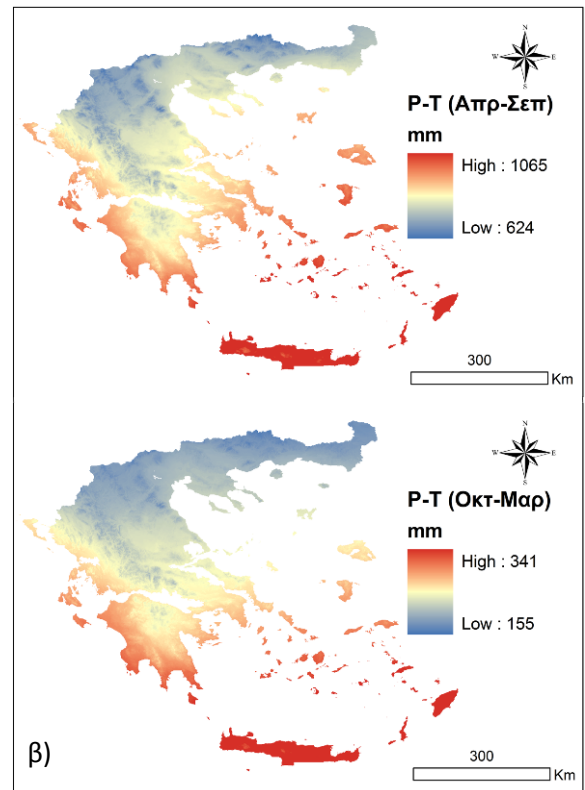 N
W E
S
P-T (Απρ-Σεπ)
mm
High : 1065
Low : 624
300
Km
N
W E
S
P-T (Οκτ-Μαρ)
mm
High : 341
Low : 155
300
Km
β)